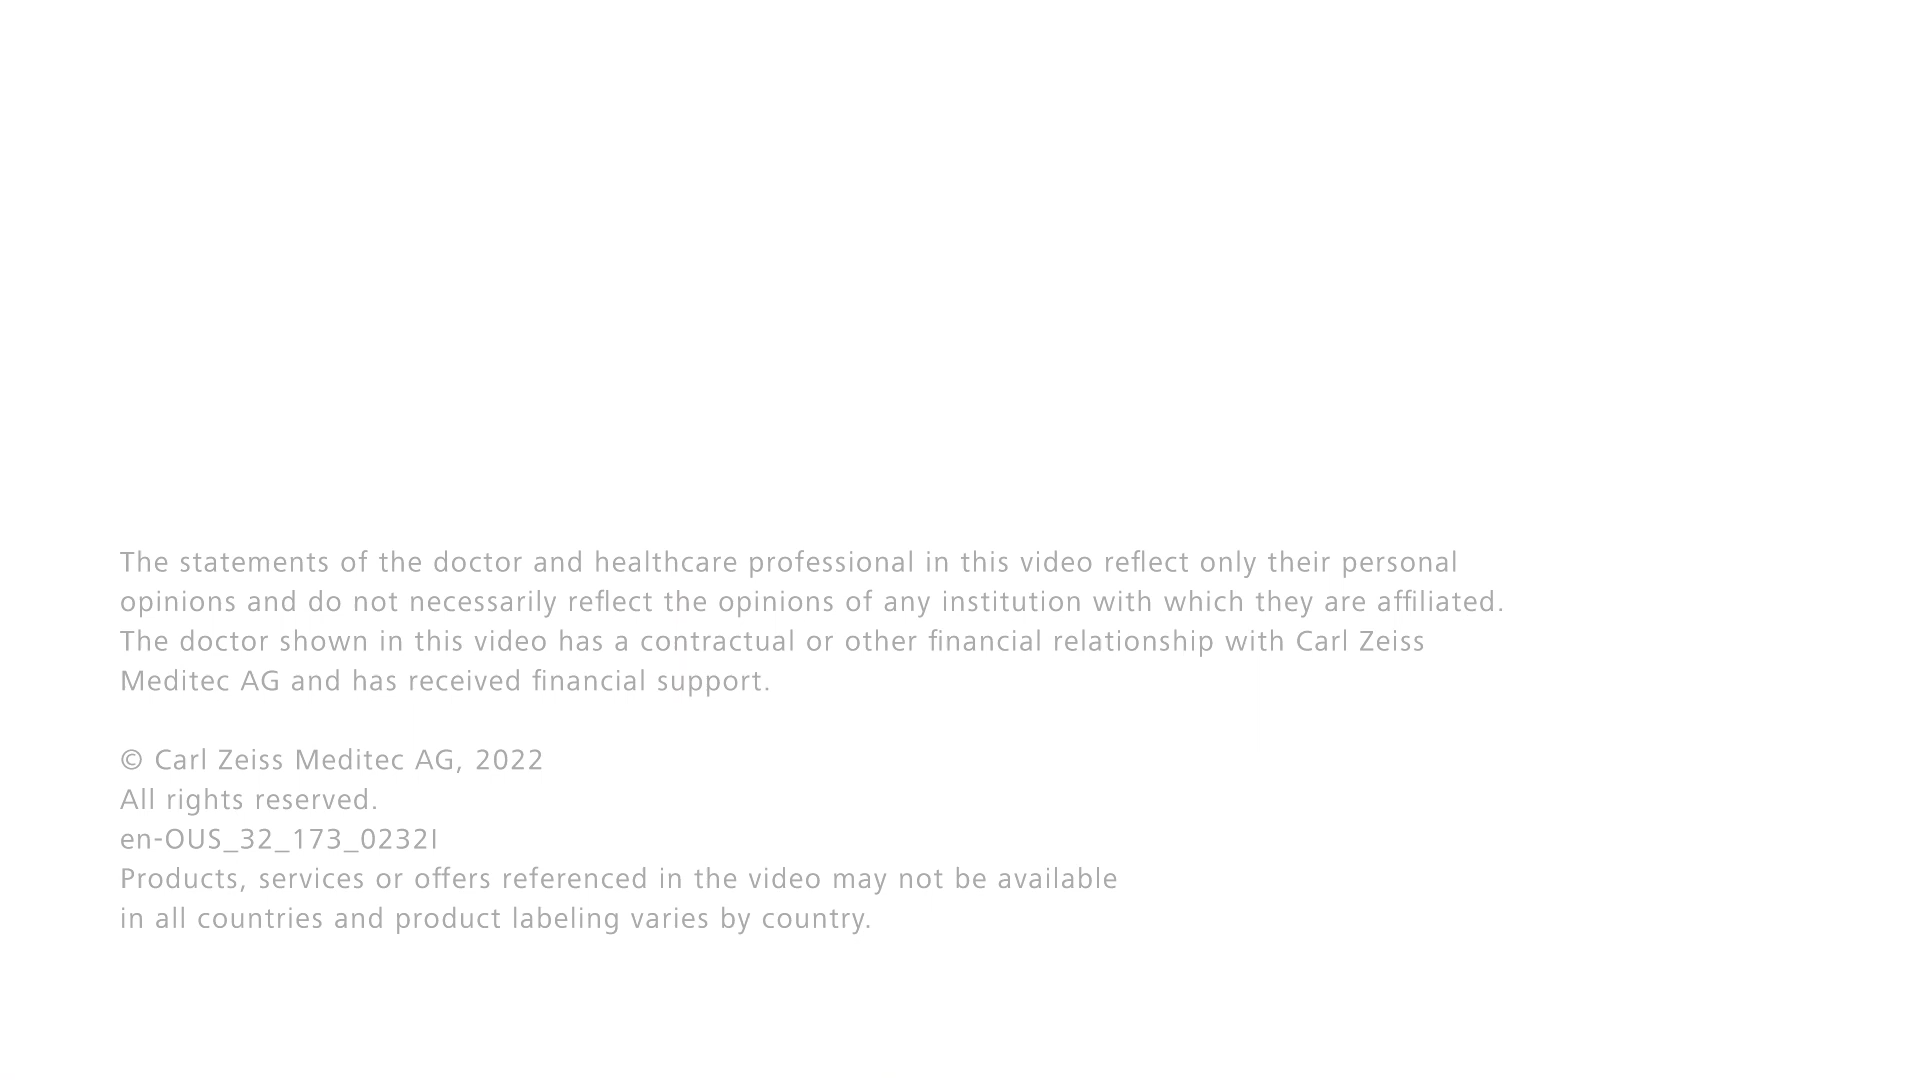 The statements of the doctor and healthcare professional in this video reflect only their personal
opinions and do not necessarily reflect the opinions of any institution with which they are affiliated.
The doctor shown in this video has a contractual or other financial relationship with Carl Zeiss
Meditec AG and has received financial support.
© Carl Zeiss Meditec AG, 2022
All rights reserved.
en-OUS_32_173_0232I
Products, services or offers referenced in the video may not be available
in all countries and product labeling varies by country.